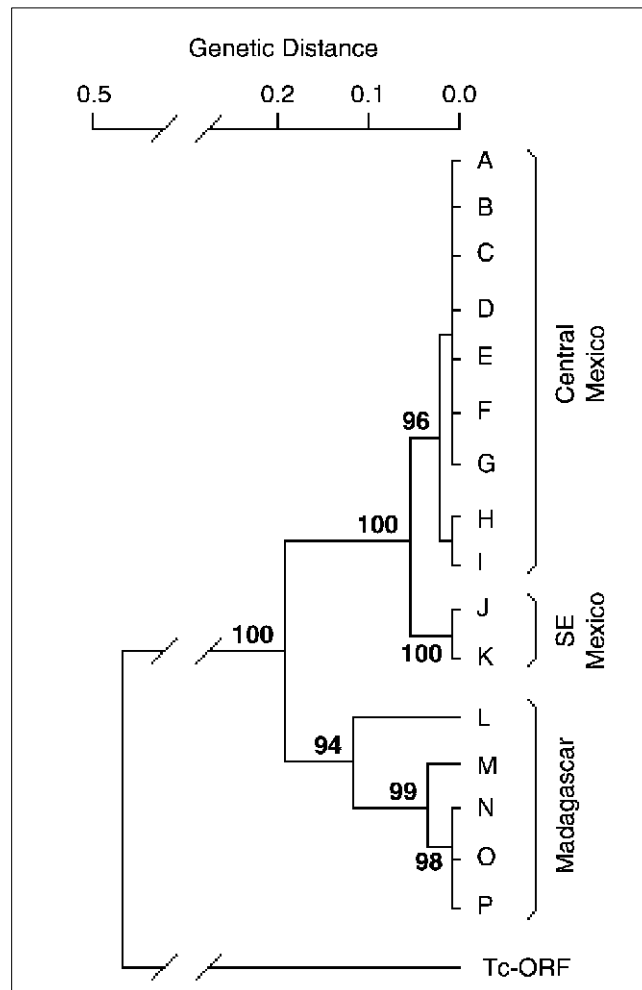 Genetic Distance
0.5 0.2 0.1 0.0
A
B
C
D
E
F
G
H
I
Central
Mexico
96
100
J
K
SE
Mexico
100
100
L
M
N
O
P
Madagascar
94
99
98
Tc-ORF